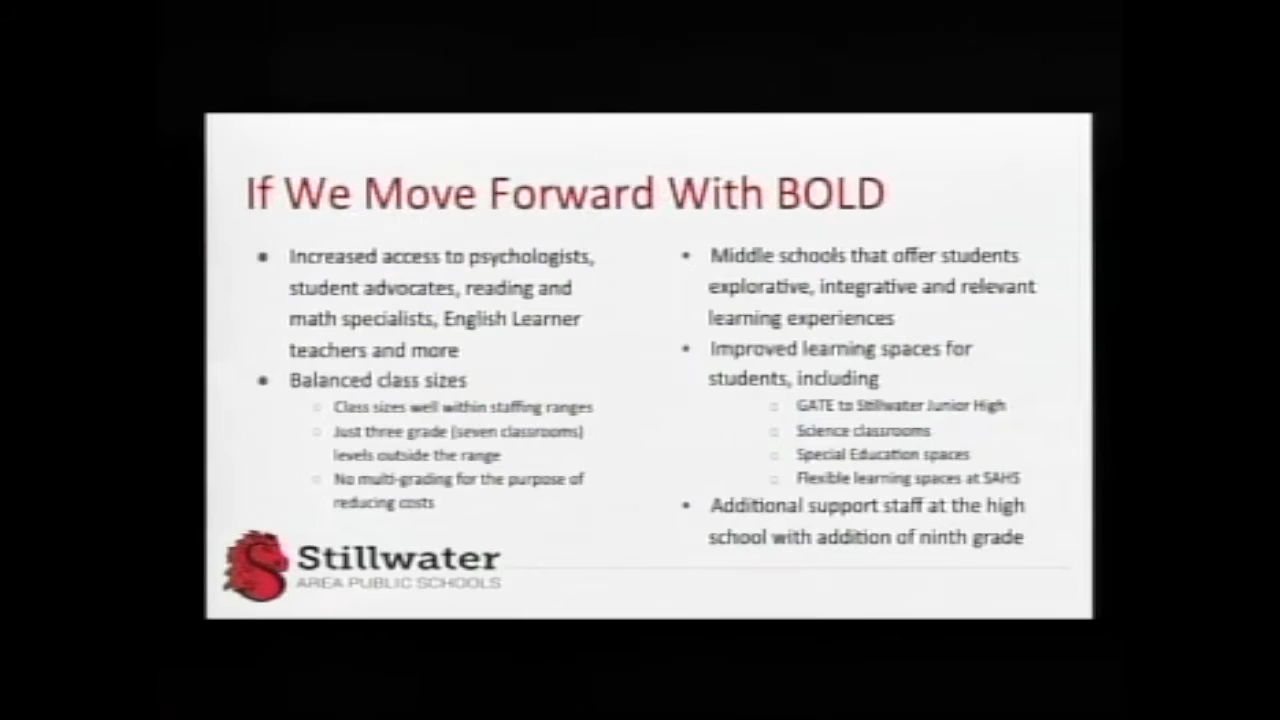 If We Move Forward With BOLD
Increased access to psychologists,
student advocates, reading and
math specialists, English Learner
teachers and more
Balanced class sizes
Class sizes well within staffing ranges
Just three grade (seven classrooms)
levels outside the range
No multi-grading for the purpose of
reducing costs
Middle schools that offer students
explorative, integrative and relevant
learning experiences
Improved learning spaces for
students, including
GATE to Stillwater Junior High
Science classrooms
Special Education spaces
Flexible learning spaces at SAHS
Additional support staff at the high
school with addition of ninth grade
Stillwater
AREA PUBLIC SCHOOLS